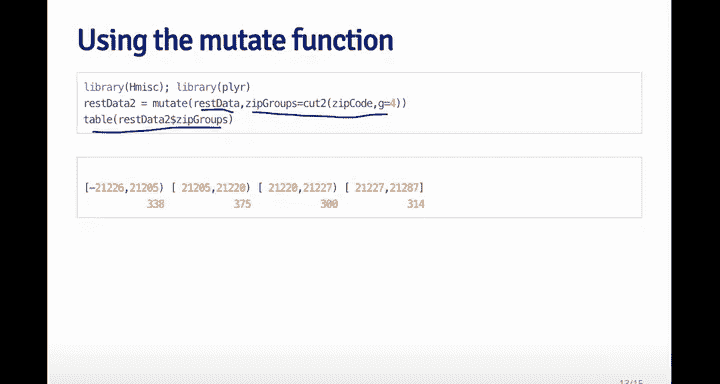 Using the mutate function
library(Hmisc); library(plyr)
restData2 = mutate(restData,zipGroups=cut2(zipCode,g=4))
table(restData2$zipGroups)
[-21226,21205) [ 21205,21220) [ 21220,21227) [ 21227,21287]
338 375 300 314